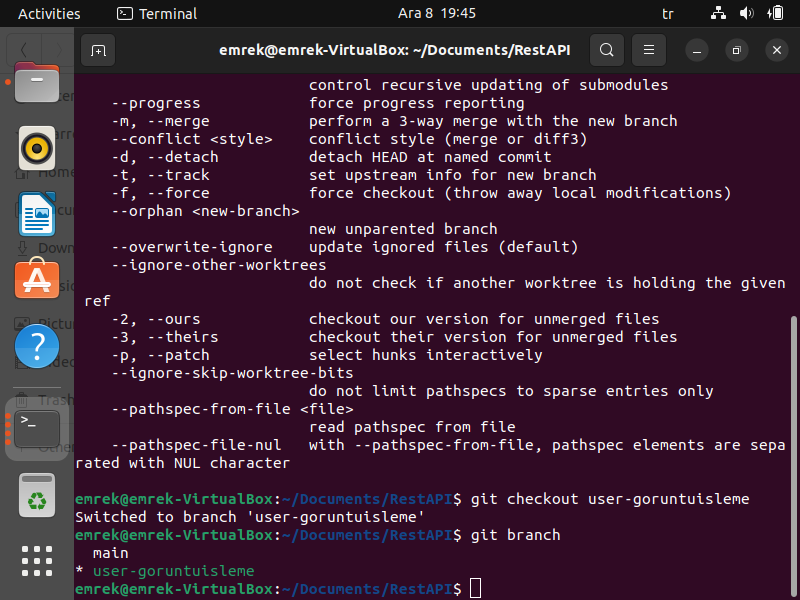 Activities
Terminal
Ara 8 19:45
tr
emrek@emrek-VirtualBox: ~/Documents/RestAPI
control recursive updating of submodules
--progress force progress reporting
-m, --merge perform a 3-way merge with the new branch
--conflict <style> conflict style (merge or diff3)
-d, --detach detach HEAD at named commit
-t, --track set upstream info for new branch
-f, --force force checkout (throw away local modifications)
--orphan <new-branch>
new unparented branch
--overwrite-ignore update ignored files (default)
--ignore-other-worktrees
do not check if another worktree is holding the given
ref
-2, --ours checkout our version for unmerged files
-3, --theirs checkout their version for unmerged files
-p, --patch select hunks interactively
--ignore-skip-worktree-bits
do not limit pathspecs to sparse entries only
--pathspec-from-file <file>
read pathspec from file
--pathspec-file-nul with --pathspec-from-file, pathspec elements are sepa
rated with NUL character
emrek@emrek-VirtualBox:~/Documents/RestAPI$ git checkout user-goruntuisleme
Switched to branch 'user-goruntuisleme'
emrek@emrek-VirtualBox:~/Documents/RestAPI$ git branch
main
* user-goruntuisleme
emrek@emrek-VirtualBox:~/Documents/RestAPI$